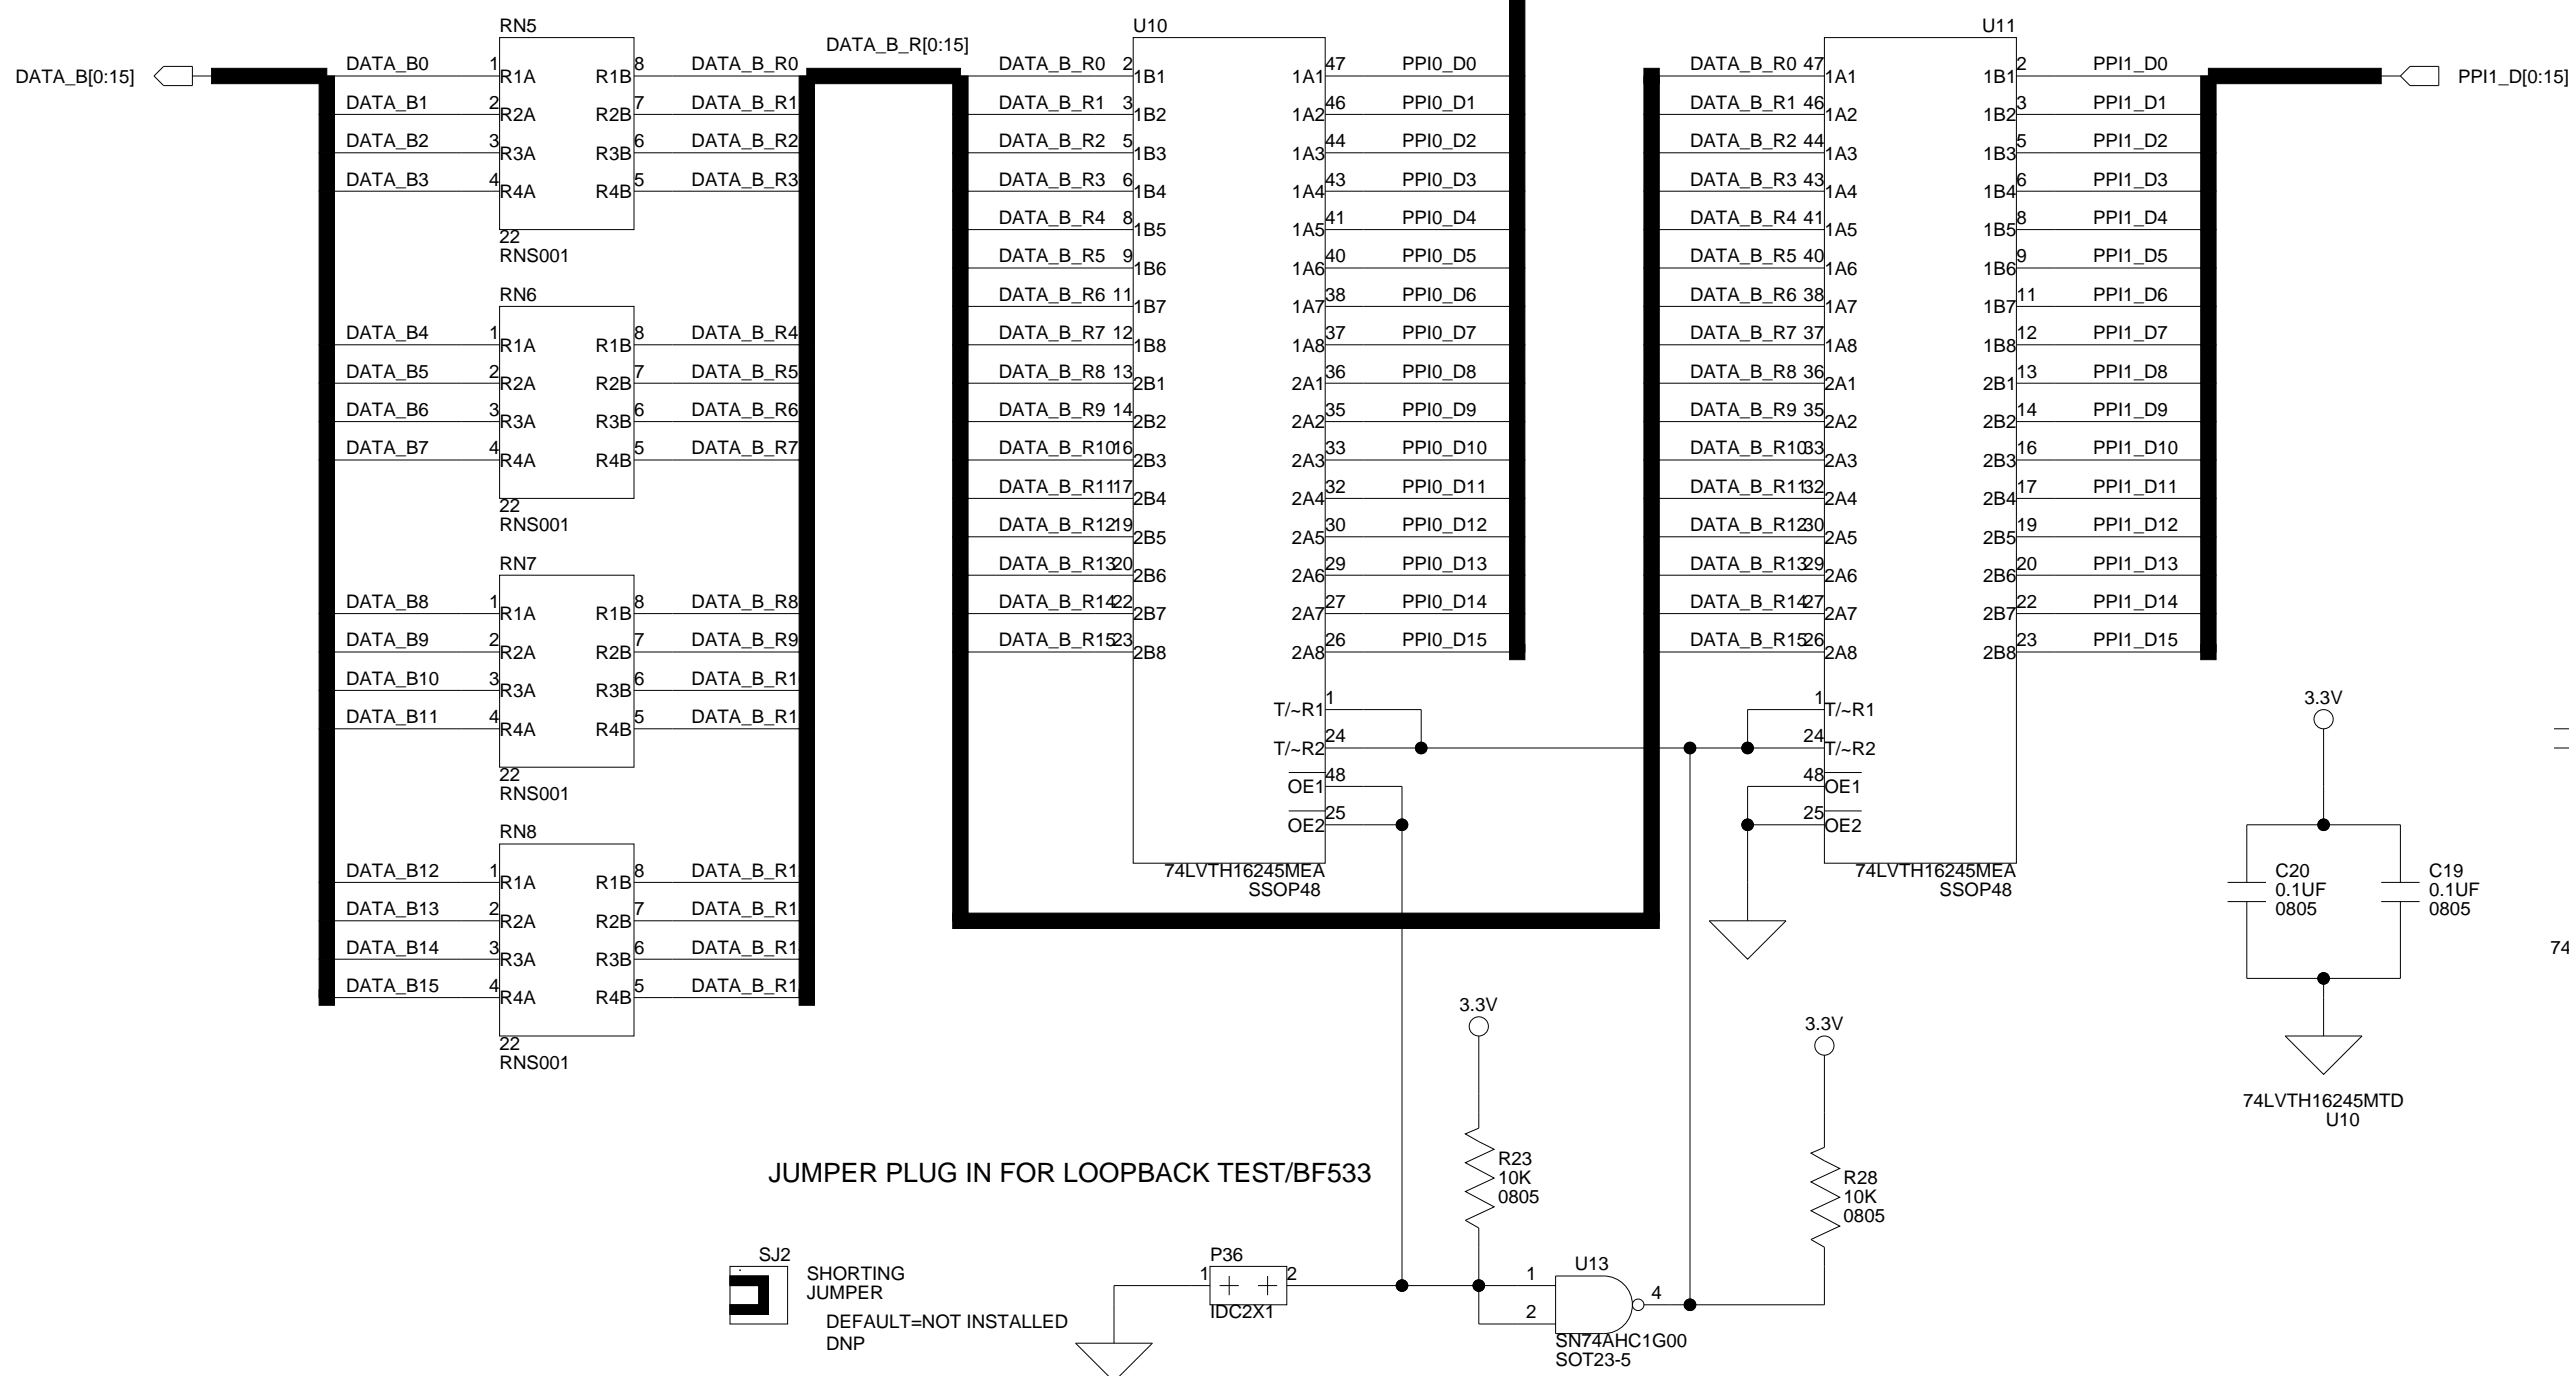 DATA_B[0:15]
RN5
DATA_B0 1 R1A R1B 8 DATA_B_R0
DATA_B1 2 R2A R2B 7 DATA_B_R1
DATA_B2 3 R3A R3B 6 DATA_B_R2
DATA_B3 4 R4A R4B 5 DATA_B_R3
22
RNS001
RN6
DATA_B4 1 R1A R1B 8 DATA_B_R4
DATA_B5 2 R2A R2B 7 DATA_B_R5
DATA_B6 3 R3A R3B 6 DATA_B_R6
DATA_B7 4 R4A R4B 5 DATA_B_R7
22
RNS001
RN7
DATA_B8 1 R1A R1B 8 DATA_B_R8
DATA_B9 2 R2A R2B 7 DATA_B_R9
DATA_B10 3 R3A R3B 6 DATA_B_R1
DATA_B11 4 R4A R4B 5 DATA_B_R1
22
RNS001
RN8
DATA_B12 1 R1A R1B 8 DATA_B_R1
DATA_B13 2 R2A R2B 7 DATA_B_R1
DATA_B14 3 R3A R3B 6 DATA_B_R1
DATA_B15 4 R4A R4B 5 DATA_B_R1
22
RNS001
DATA_B_R[0:15]
U10
DATA_B_R0 2 1B1 1A1 47 PPI0_D0
DATA_B_R1 3 1B2 1A2 46 PPI0_D1
DATA_B_R2 5 1B3 1A3 44 PPI0_D2
DATA_B_R3 6 1B4 1A4 43 PPI0_D3
DATA_B_R4 8 1B5 1A5 41 PPI0_D4
DATA_B_R5 9 1B6 1A6 40 PPI0_D5
DATA_B_R6 11 1B7 1A7 38 PPI0_D6
DATA_B_R7 12 1B8 1A8 37 PPI0_D7
DATA_B_R8 13 2B1 2A1 36 PPI0_D8
DATA_B_R9 14 2B2 2A2 35 PPI0_D9
DATA_B_R10 16 2B3 2A3 33 PPI0_D10
DATA_B_R11 17 2B4 2A4 32 PPI0_D11
DATA_B_R12 19 2B5 2A5 30 PPI0_D12
DATA_B_R13 20 2B6 2A6 29 PPI0_D13
DATA_B_R14 22 2B7 2A7 27 PPI0_D14
DATA_B_R15 23 2B8 2A8 26 PPI0_D15
T/~R1 1
T/~R2 24
OE1 48
OE2 25
74LVTH16245MEA
SSOP48
U11
DATA_B_R0 47 1A1 1B1 2 PPI1_D0
DATA_B_R1 46 1A2 1B2 3 PPI1_D1
DATA_B_R2 44 1A3 1B3 5 PPI1_D2
DATA_B_R3 43 1A4 1B4 6 PPI1_D3
DATA_B_R4 41 1A5 1B5 8 PPI1_D4
DATA_B_R5 40 1A6 1B6 9 PPI1_D5
DATA_B_R6 38 1A7 1B7 11 PPI1_D6
DATA_B_R7 37 1A8 1B8 12 PPI1_D7
DATA_B_R8 36 2A1 2B1 13 PPI1_D8
DATA_B_R9 35 2A2 2B2 14 PPI1_D9
DATA_B_R10 33 2A3 2B3 16 PPI1_D10
DATA_B_R11 32 2A4 2B4 17 PPI1_D11
DATA_B_R12 30 2A5 2B5 19 PPI1_D12
DATA_B_R13 29 2A6 2B6 20 PPI1_D13
DATA_B_R14 27 2A7 2B7 22 PPI1_D14
DATA_B_R15 26 2A8 2B8 23 PPI1_D15
1 T/~R1
24 T/~R2
48 OE1
25 OE2
74LVTH16245MEA
SSOP48
PPI1_D[0:15]
3.3V
C20
0.1UF
0805
C19
0.1UF
0805
74LVTH16245MTD
U10
74
JUMPER PLUG IN FOR LOOPBACK TEST/BF533
SJ2
SHORTING
JUMPER
DEFAULT=NOT INSTALLED
DNP
P36
1 2
IDC2X1
3.3V
R23
10K
0805
U13
1
2
4
SN74AHC1G00
SOT23-5
3.3V
R28
10K
0805